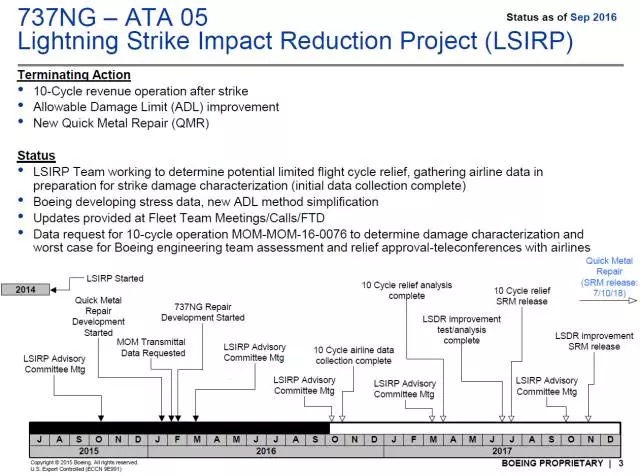 737NG – ATA 05
Status as of Sep 2016
Lightning Strike Impact Reduction Project (LSIRP)
Terminating Action
• 10-Cycle revenue operation after strike
• Allowable Damage Limit (ADL) improvement
• New Quick Metal Repair (QMR)
Status
• LSIRP Team working to determine potential limited flight cycle relief, gathering airline data in
preparation for strike damage characterization (initial data collection complete)
• Boeing developing stress data, new ADL method simplification
• Updates provided at Fleet Team Meetings/Calls/FTD
• Data request for 10-cycle operation MOM-MOM-16-0076 to determine damage characterization and
worst case for Boeing engineering team assessment and relief approval-teleconferences with airlines
2014
LSIRP Started
Quick Metal
Repair
Development
Started
737NG Repair
Development Started
MOM Transmittal
Data Requested
LSIRP Advisory
Committee Mtg
LSIRP Advisory
Committee Mtg
10 Cycle airline data
collection complete
LSIRP Advisory
Committee Mtg
10 Cycle relief analysis
complete
LSIRP Advisory
Committee Mtg
LSDR improvement
test/analysis
complete
10 Cycle relief
SRM release
LSIRP Advisory
Committee Mtg
LSDR improvement
SRM release
Quick Metal
Repair
(SRM release:
7/10/18)
J A S O N D J F M A M J J A S O N D J F M A M J J A S O N D
2015 2016 2017
Copyright © 2015 Boeing. All rights reserved.
U.S. Export Controlled (ECCN 9E991)
BOEING PROPRIETARY | 3